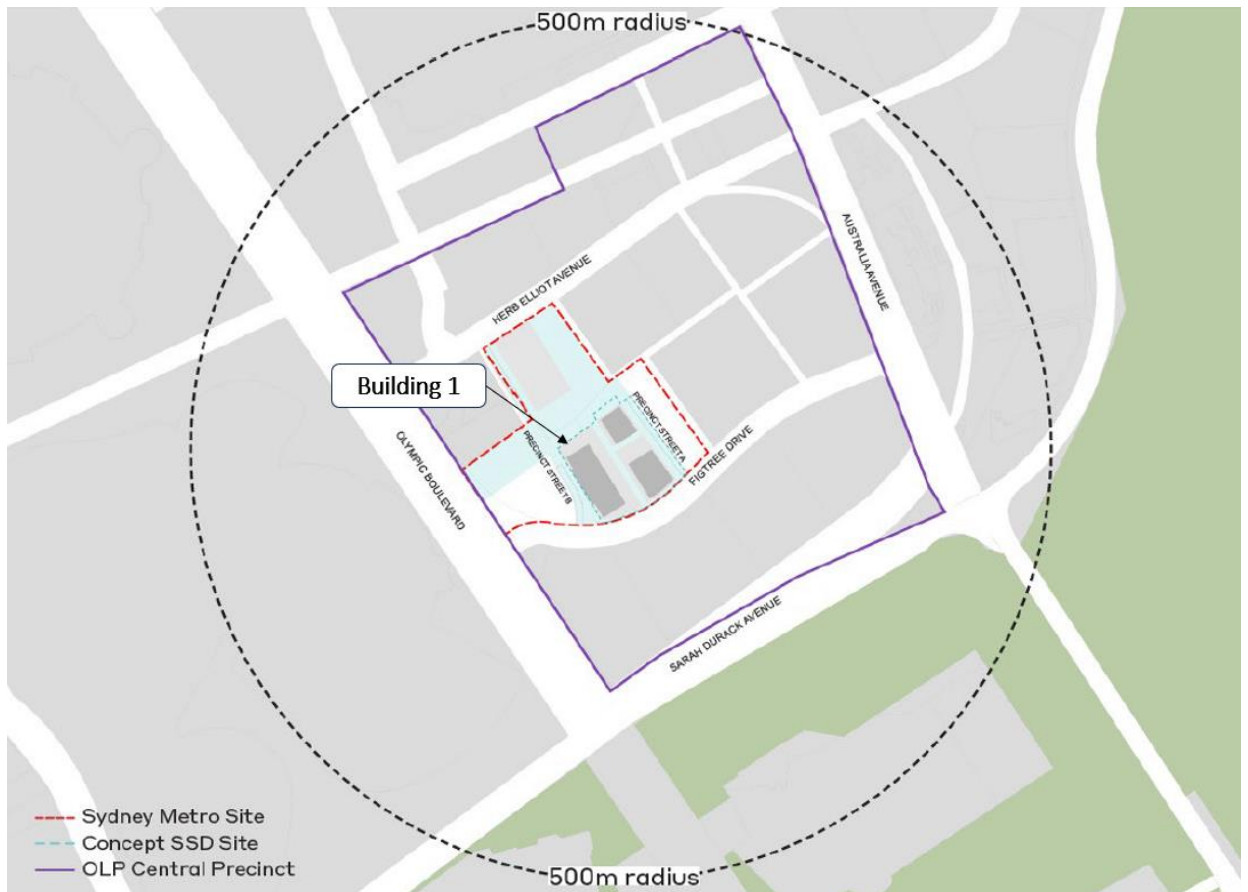 500m radius
HERB ELLIOT AVENUE
AUSTRALIA AVENUE
Building 1
PRECINCT STREET A
PRECINCT STREET B
FIGTREE DRIVE
OLYMPIC BOULEVARD
SARAH DURACK AVENUE
Sydney Metro Site
Concept SSD Site
OLP Central Precinct
500m radius